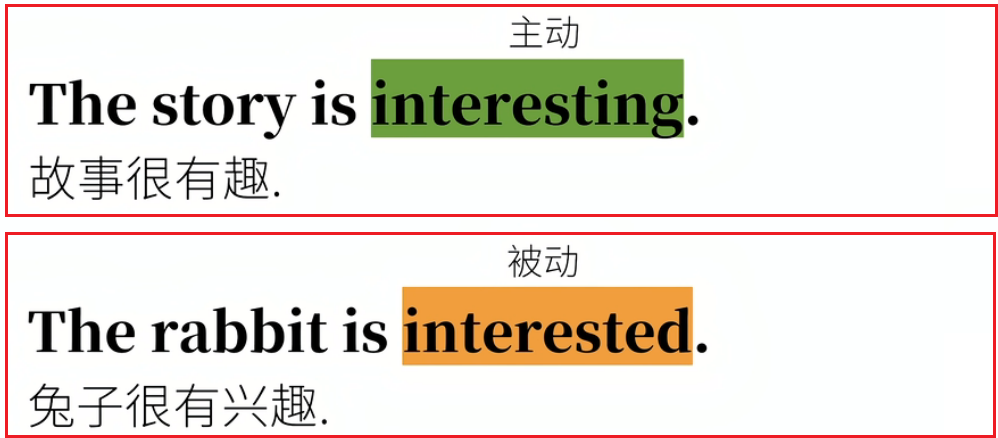 主动
The story is interesting.
故事很有趣.
被动
The rabbit is interested.
兔子很有兴趣.